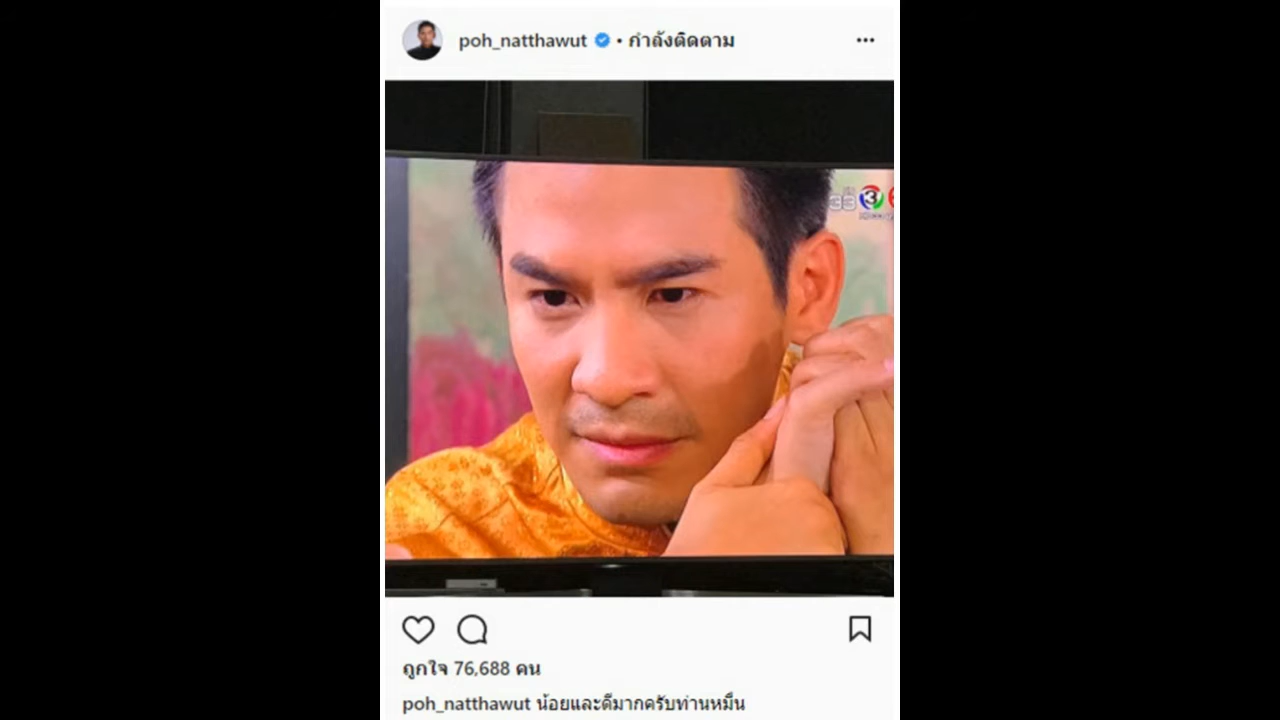 poh_natthawut • กำลังติดตาม
33 3
ถูกใจ 76,688 คน
poh_natthawut น้อยและดีมากครับท่านหมื่น